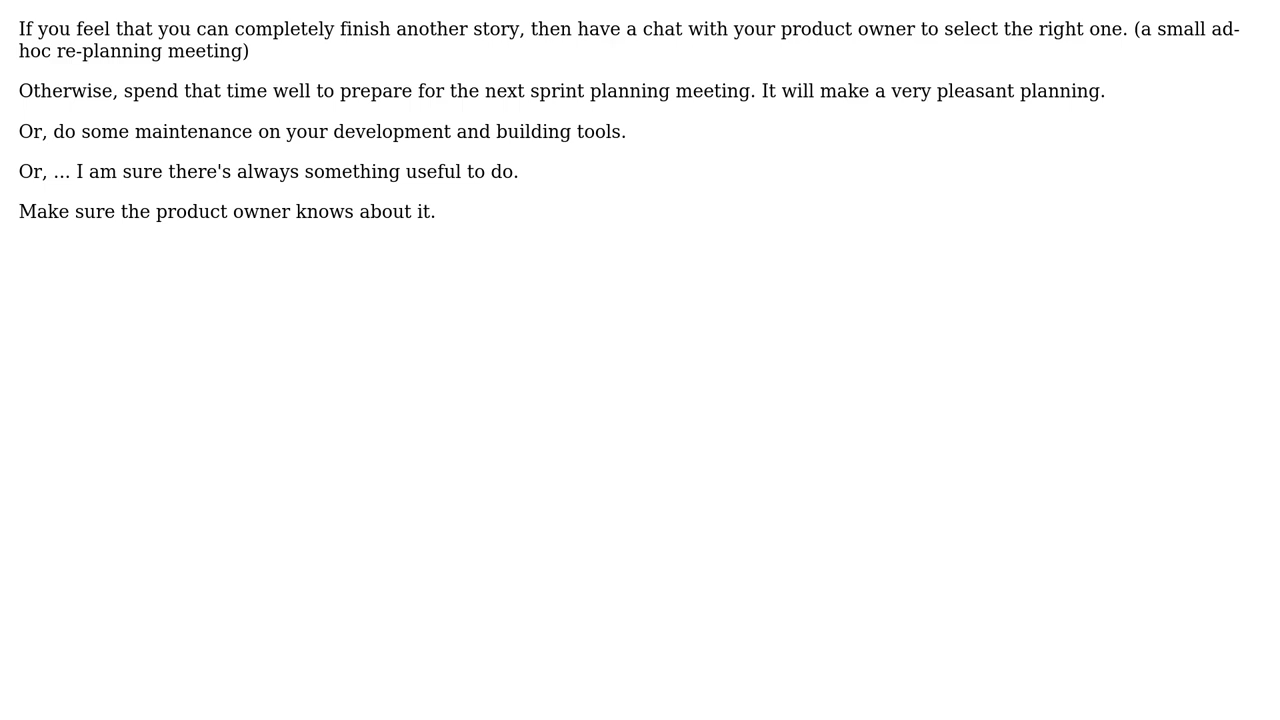 If you feel that you can completely finish another story, then have a chat with your product owner to select the right one. (a small ad-
hoc re-planning meeting)
Otherwise, spend that time well to prepare for the next sprint planning meeting. It will make a very pleasant planning.
Or, do some maintenance on your development and building tools.
Or, ... I am sure there's always something useful to do.
Make sure the product owner knows about it.